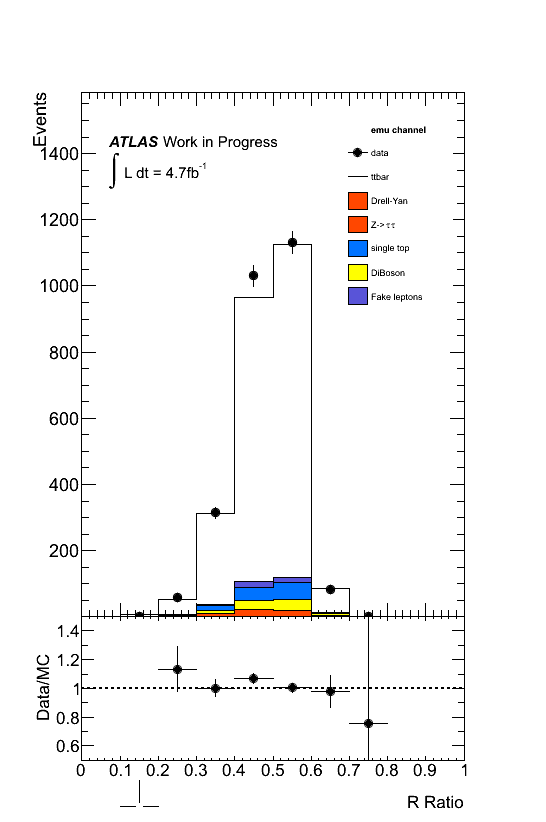 Events
ATLAS Work in Progress
∫ L dt = 4.7fb⁻¹
emu channel
data
ttbar
Drell-Yan
Z->ττ
single top
DiBoson
Fake leptons
1400
1200
1000
800
600
400
200
Data/MC
1.4
1.2
1
0.8
0.6
0 0.1 0.2 0.3 0.4 0.5 0.6 0.7 0.8 0.9 1
R Ratio